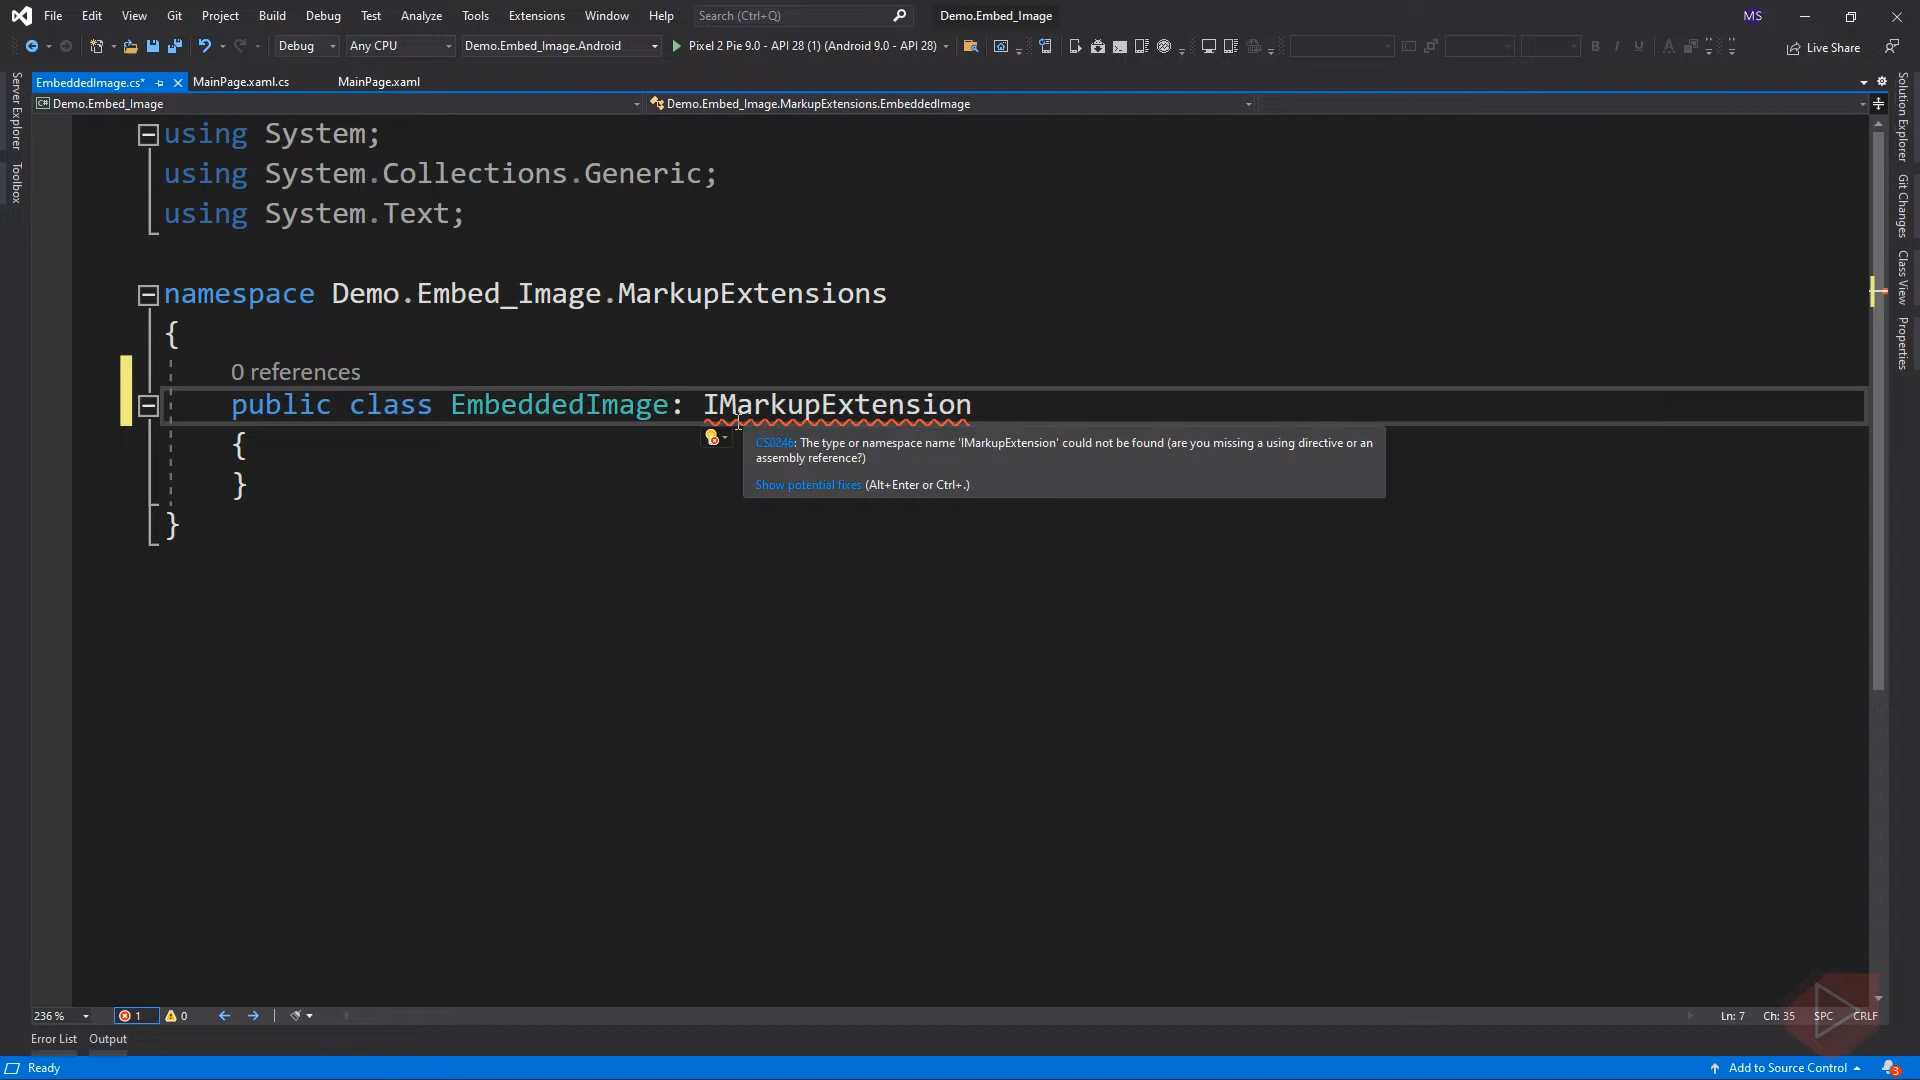 File Edit View Git Project Build Debug Test Analyze Tools Extensions Window Help Search (Ctrl+Q) Demo.Embed_Image MS
Debug Any CPU Demo.Embed_Image.Android Pixel 2 Pie 9.0 - API 28 (1) (Android 9.0 - API 28) B I U A Live Share
EmbeddedImage.cs* MainPage.xaml.cs MainPage.xaml
C# Demo.Embed_Image Demo.Embed_Image.MarkupExtensions.EmbeddedImage
Server Explorer
Toolbox
using System;
using System.Collections.Generic;
using System.Text;
namespace Demo.Embed_Image.MarkupExtensions
{
0 references
public class EmbeddedImage: IMarkupExtension
{
CS0246: The type or namespace name 'IMarkupExtension' could not be found (are you missing a using directive or an
assembly reference?)
Show potential fixes (Alt+Enter or Ctrl+.)
}
}
Solution Explorer
Git Changes
Class View
Properties
236 % 1 0 Ln: 7 Ch: 35 SPC CRLF
Error List Output
Ready Add to Source Control 3